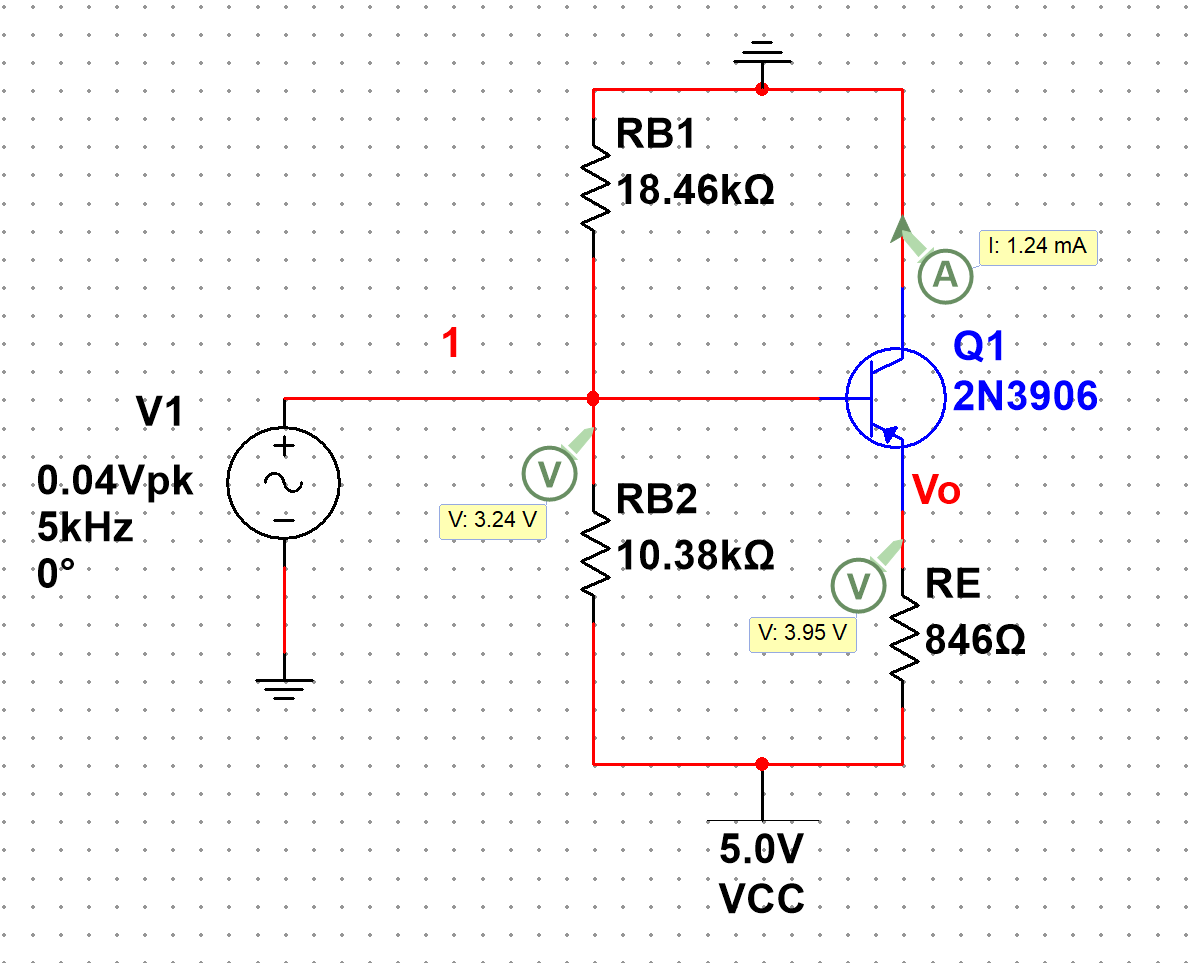 RB1
18.46kΩ
I: 1.24 mA
A
1
Q1
2N3906
V1
0.04Vpk
5kHz
0°
V
V: 3.24 V
RB2
10.38kΩ
Vo
V
V: 3.95 V
RE
846Ω
5.0V
VCC